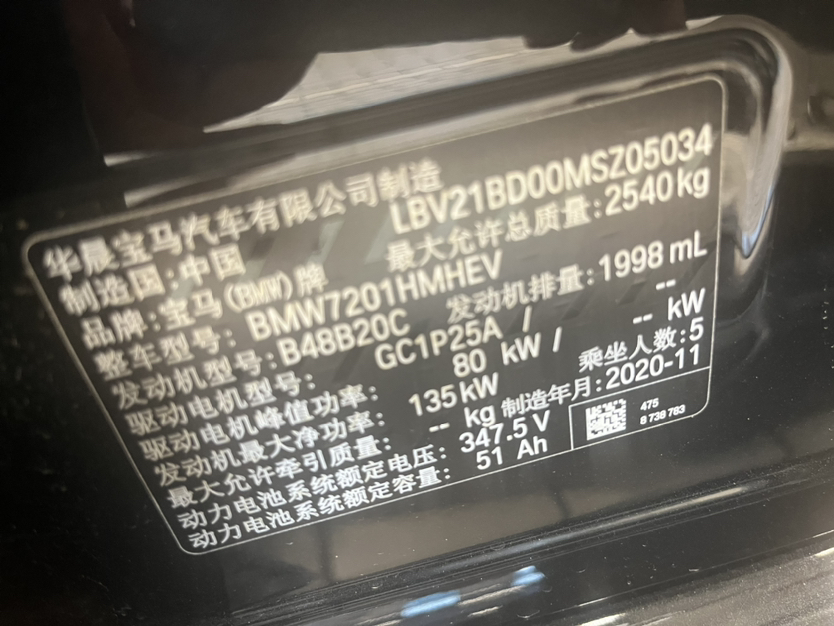 华晨宝马汽车有限公司制造
制造国:中国 LBV21BD00MSZ05034
品牌:宝马(BMW)牌 最大允许总质量:2540kg
整车型号: BMW7201HMHEV
发动机型号:B48B20C 发动机排量:1998 mL
驱动电机型号: GC1P25A / --
驱动电机峰值功率: 80 kW / -- kW
发动机最大净功率: 135kW 乘坐人数:5
最大允许牵引质量: -- kg 制造年月:2020-11
动力电池系统额定电压: 347.5 V
动力电池系统额定容量: 51 Ah
475
8 738 783